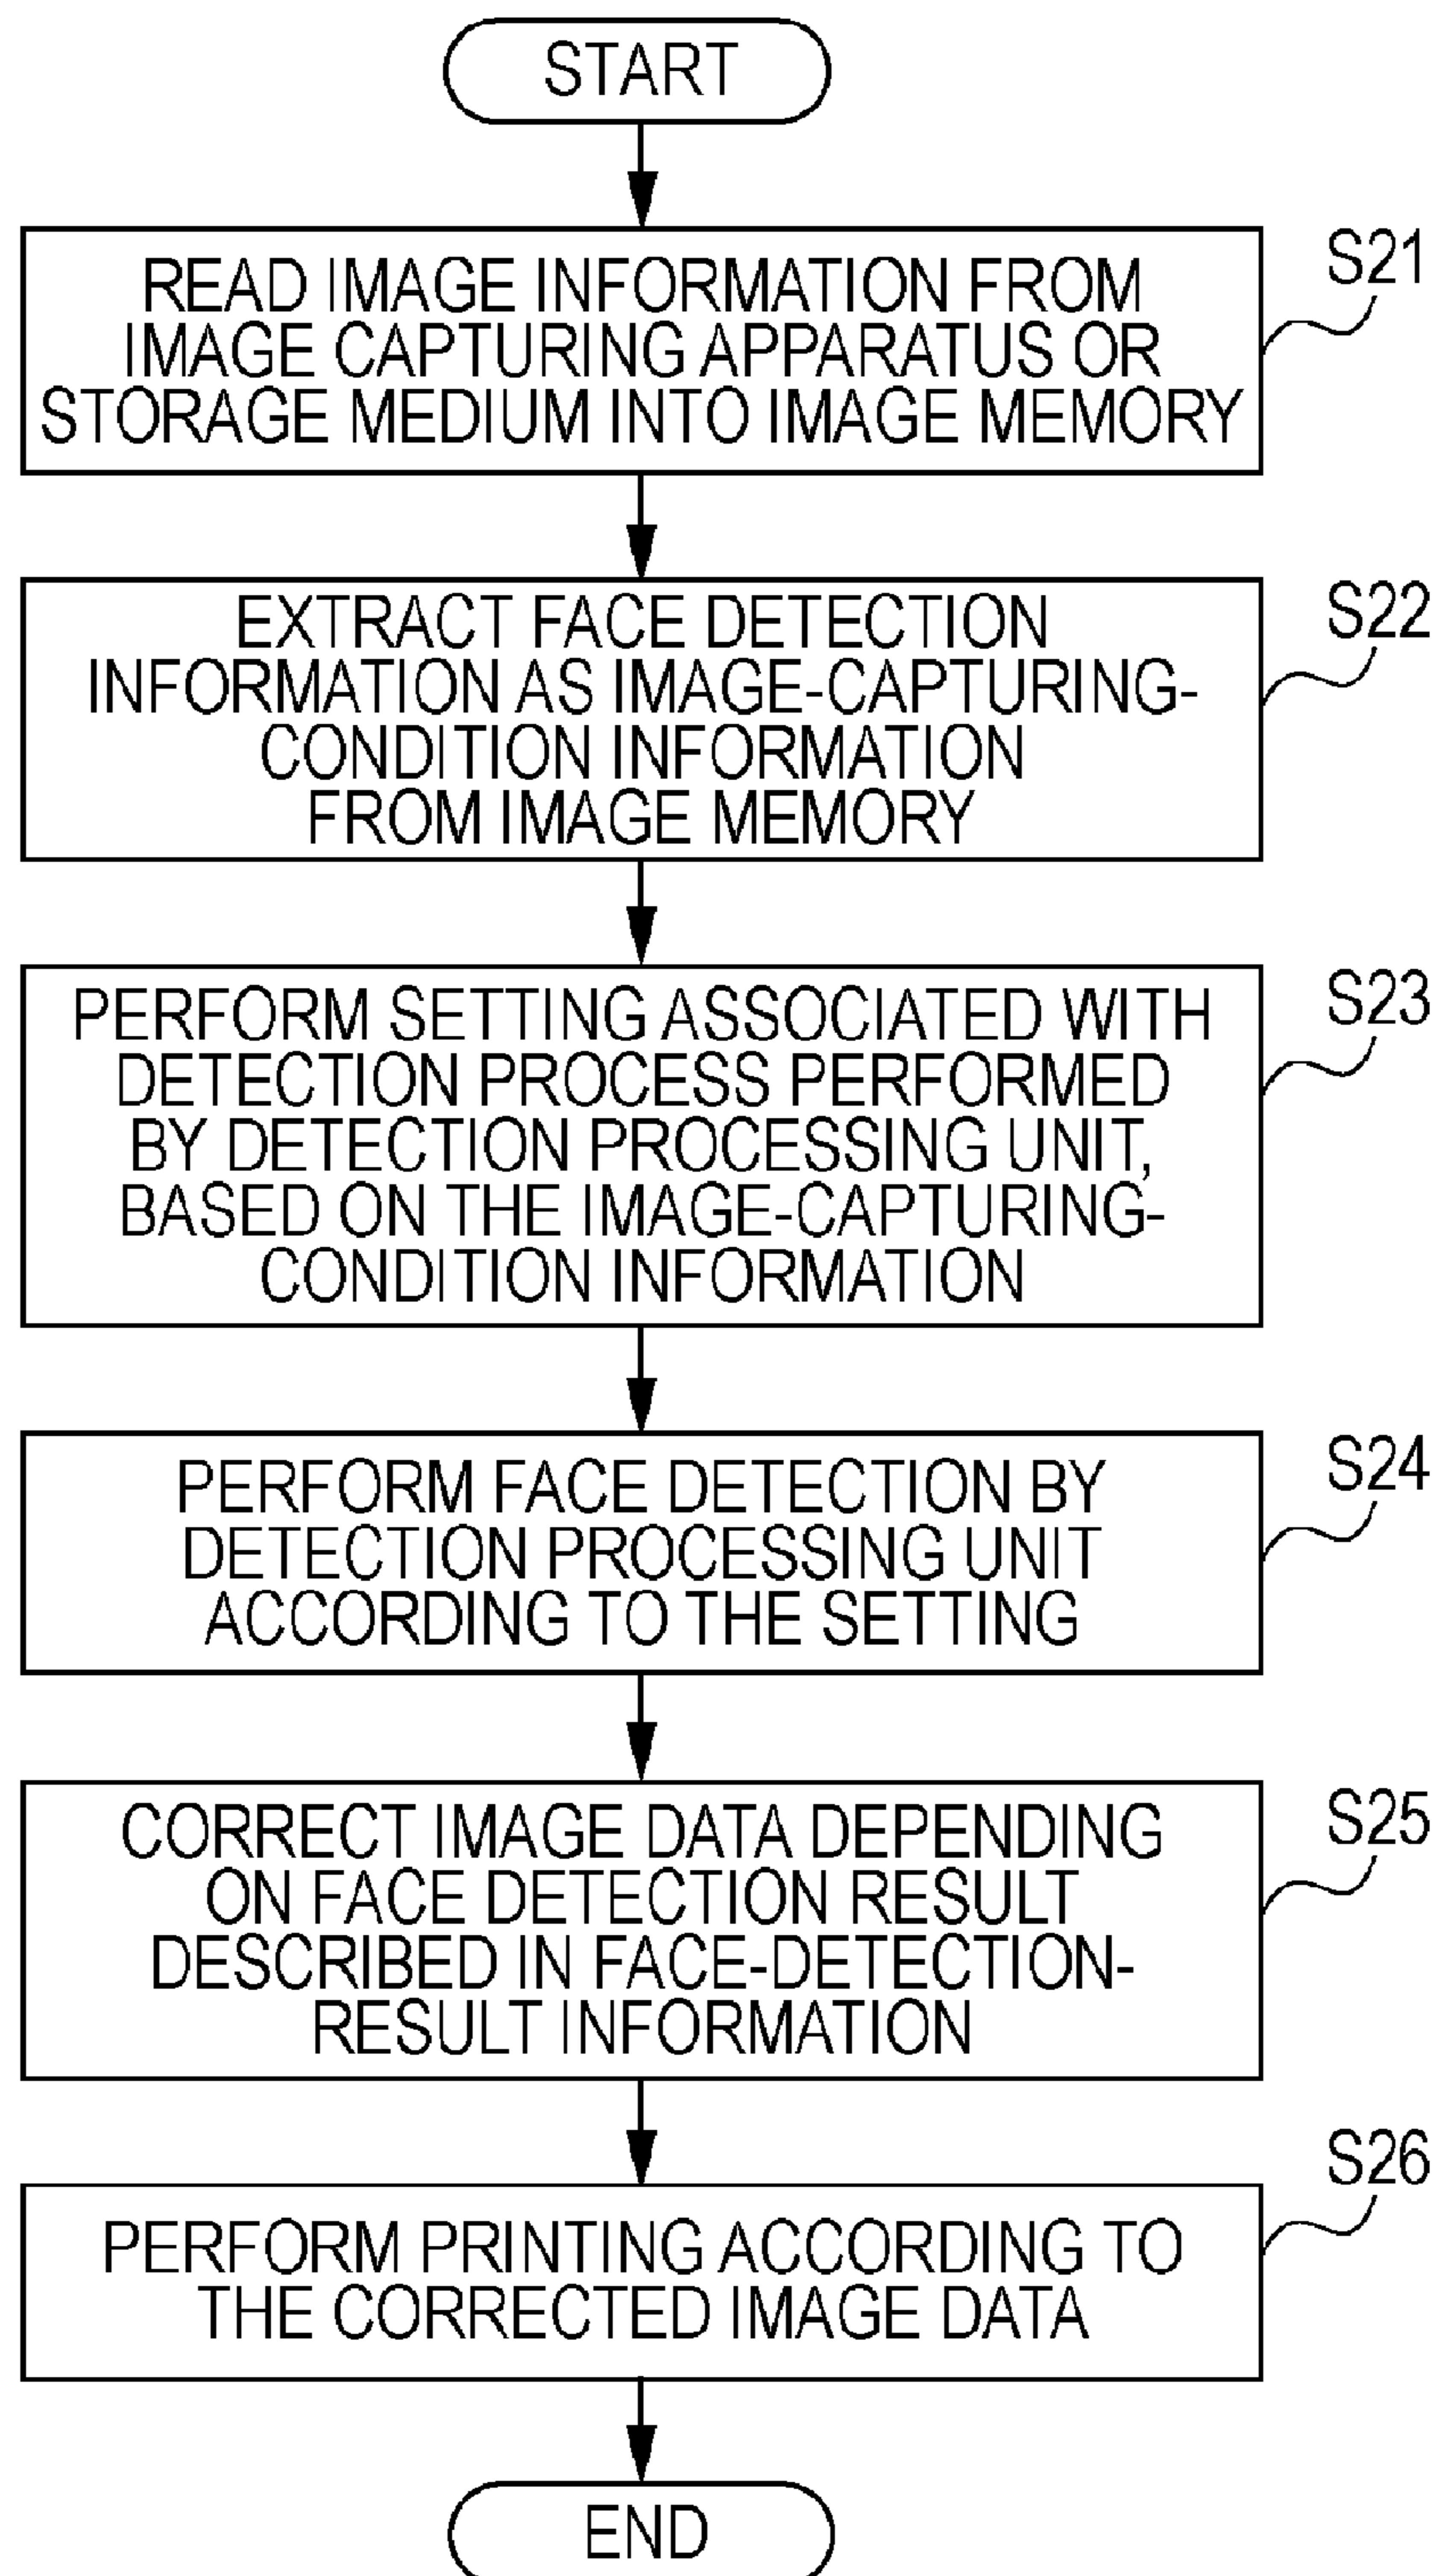 START
S21
READ IMAGE INFORMATION FROM
IMAGE CAPTURING APPARATUS OR
STORAGE MEDIUM INTO IMAGE MEMORY
S22
EXTRACT FACE DETECTION
INFORMATION AS IMAGE-CAPTURING-
CONDITION INFORMATION
FROM IMAGE MEMORY
S23
PERFORM SETTING ASSOCIATED WITH
DETECTION PROCESS PERFORMED
BY DETECTION PROCESSING UNIT,
BASED ON THE IMAGE-CAPTURING-
CONDITION INFORMATION
S24
PERFORM FACE DETECTION BY
DETECTION PROCESSING UNIT
ACCORDING TO THE SETTING
S25
CORRECT IMAGE DATA DEPENDING
ON FACE DETECTION RESULT
DESCRIBED IN FACE-DETECTION-
RESULT INFORMATION
S26
PERFORM PRINTING ACCORDING TO
THE CORRECTED IMAGE DATA
END